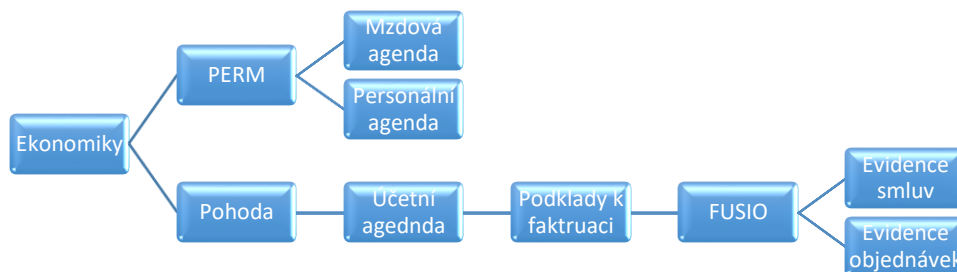 Ekonomiky
PERM
Mzdová
agenda
Personální
agenda
Pohoda
Účetní
agednda
Podklady k
faktruaci
FUSIO
Evidence
smluv
Evidence
objednávek